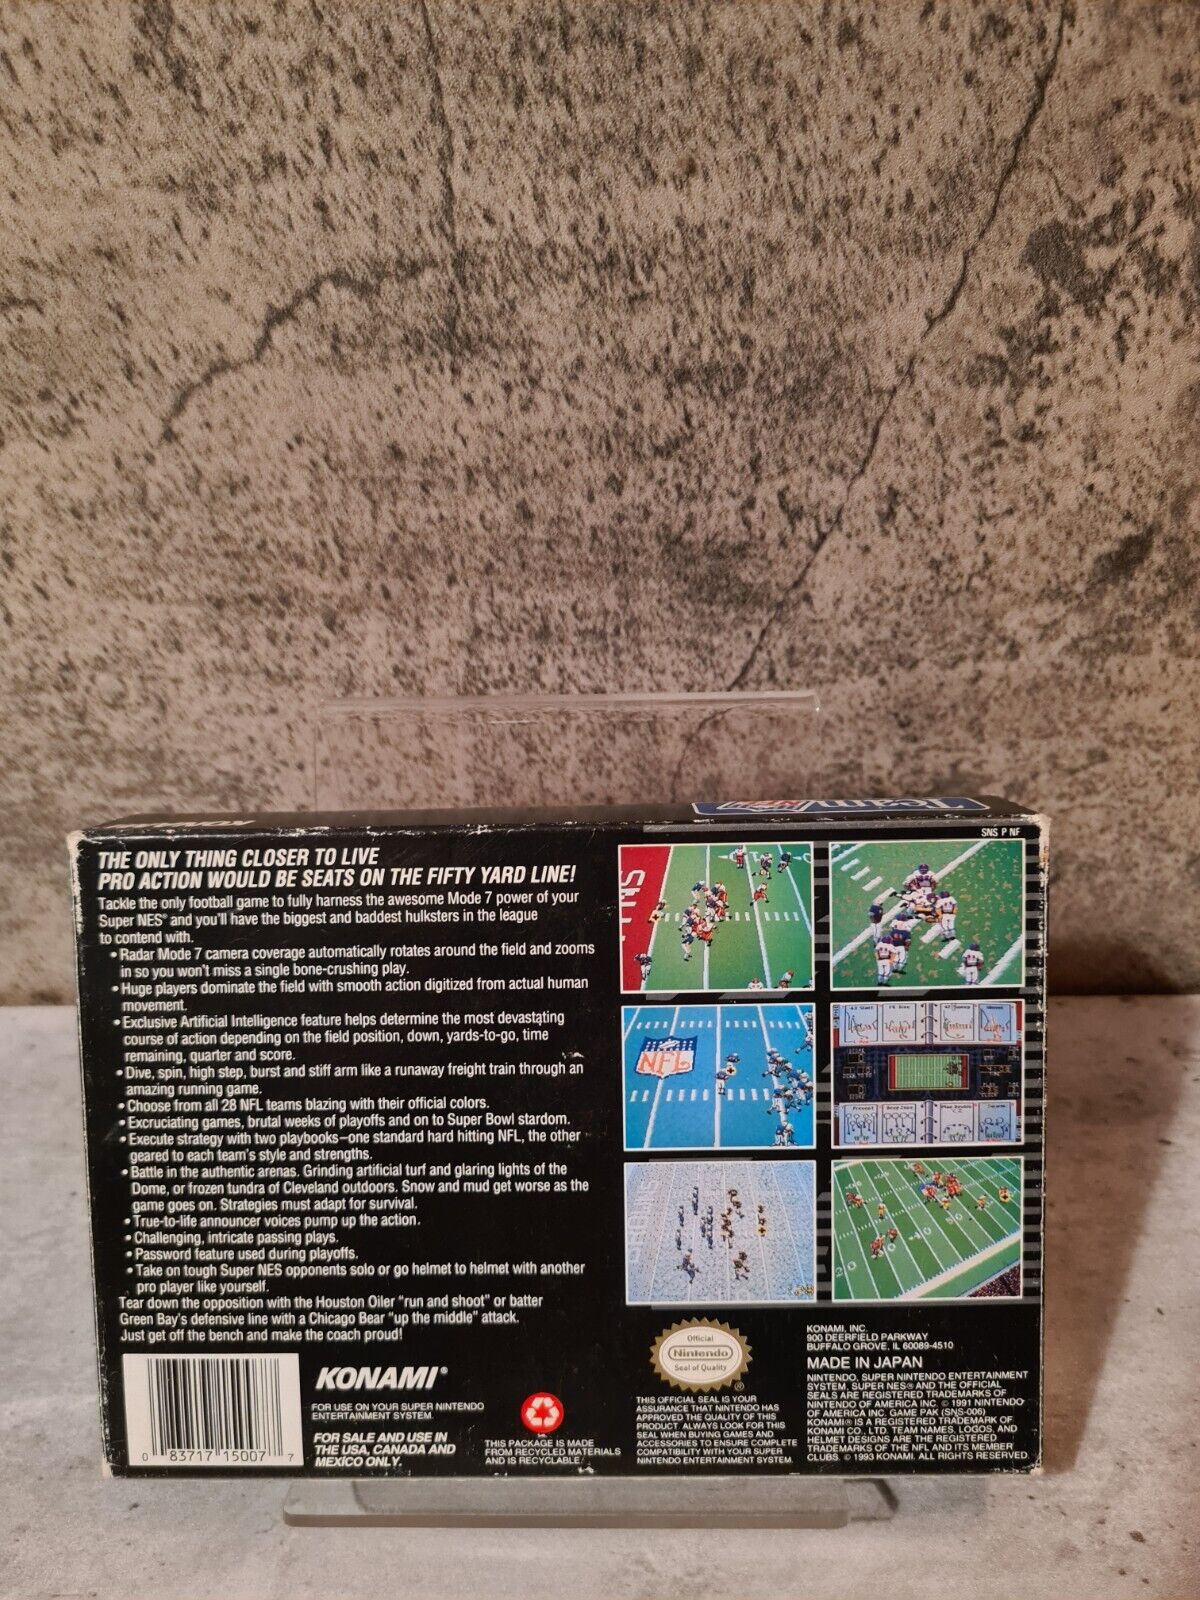 KONAMI
Team NFL
SNS P NF
THE ONLY THING CLOSER TO LIVE
PRO ACTION WOULD BE SEATS ON THE FIFTY YARD LINE!
Tackle the only football game to fully harness the awesome Mode 7 power of your
Super NES® and you'll have the biggest and baddest hulksters in the league
to contend with.
• Radar Mode 7 camera coverage automatically rotates around the field and zooms
in so you won't miss a single bone-crushing play.
• Huge players dominate the field with smooth action digitized from actual human
movement.
• Exclusive Artificial Intelligence feature helps determine the most devastating
course of action depending on the field position, down, yards-to-go, time
remaining, quarter and score.
• Dive, spin, high step, burst and stiff arm like a runaway freight train through an
amazing running game.
• Choose from all 28 NFL teams blazing with their official colors.
• Excruciating games, brutal weeks of playoffs and on to Super Bowl stardom.
• Execute strategy with two playbooks—one standard hard hitting NFL, the other
geared to each team's style and strengths.
• Battle in the authentic arenas. Grinding artificial turf and glaring lights of the
Dome, or frozen tundra of Cleveland outdoors. Snow and mud get worse as the
game goes on. Strategies must adapt for survival.
• True-to-life announcer voices pump up the action.
• Challenging, intricate passing plays.
• Password feature used during playoffs.
• Take on tough Super NES opponents solo or go helmet to helmet with another
pro player like yourself.
Tear down the opposition with the Houston Oiler "run and shoot" or batter
Green Bay's defensive line with a Chicago Bear "up the middle" attack.
Just get off the bench and make the coach proud!
NFL
0 83717 15007 7
KONAMI®
FOR USE ON YOUR SUPER NINTENDO
ENTERTAINMENT SYSTEM.
FOR SALE AND USE IN
THE USA, CANADA AND
MEXICO ONLY.
THIS PACKAGE IS MADE
FROM RECYCLED MATERIALS
AND IS RECYCLABLE.
Official
Nintendo
Seal of Quality
®
THIS OFFICIAL SEAL IS YOUR
ASSURANCE THAT NINTENDO HAS
APPROVED THE QUALITY OF THIS
PRODUCT. ALWAYS LOOK FOR THIS
SEAL WHEN BUYING GAMES AND
ACCESSORIES TO ENSURE COMPLETE
COMPATIBILITY WITH YOUR SUPER
NINTENDO ENTERTAINMENT SYSTEM.
KONAMI, INC.
900 DEERFIELD PARKWAY
BUFFALO GROVE, IL 60089-4510
MADE IN JAPAN
NINTENDO, SUPER NINTENDO ENTERTAINMENT
SYSTEM, SUPER NES® AND THE OFFICIAL
SEALS ARE REGISTERED TRADEMARKS OF
NINTENDO OF AMERICA INC. © 1991 NINTENDO
OF AMERICA INC. GAME PAK (SNS-006)
KONAMI® IS A REGISTERED TRADEMARK OF
KONAMI CO., LTD. TEAM NAMES, LOGOS, AND
HELMET DESIGNS ARE THE REGISTERED
TRADEMARKS OF THE NFL AND ITS MEMBER
CLUBS. © 1993 KONAMI. ALL RIGHTS RESERVED.